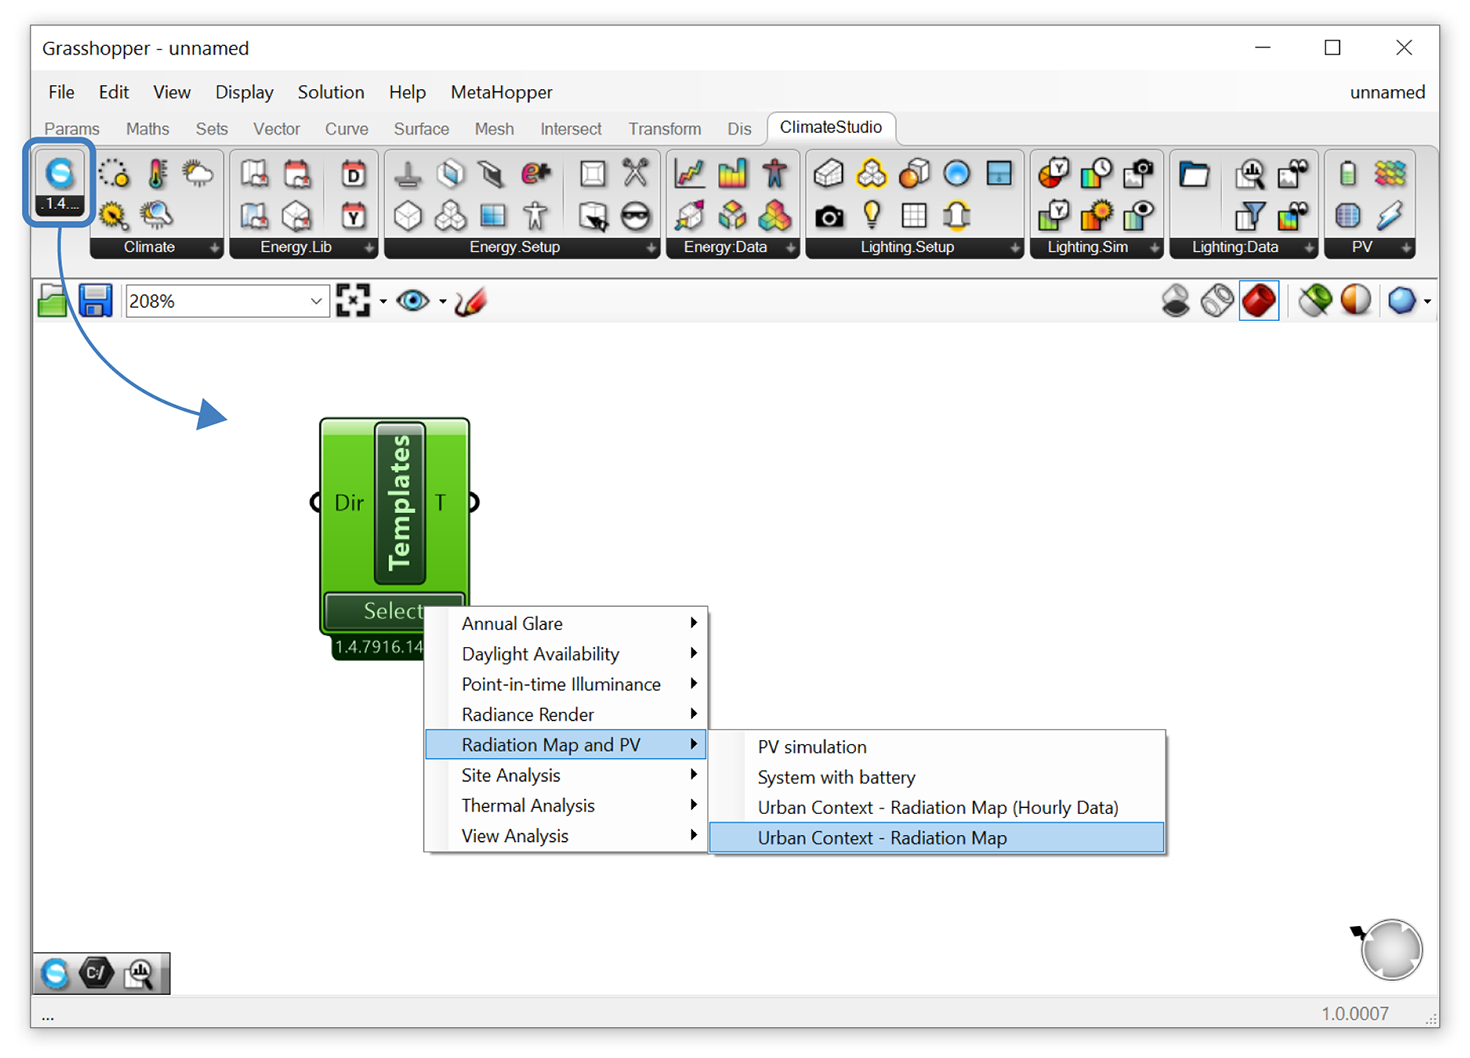 Grasshopper - unnamed
File Edit View Display Solution Help MetaHopper unnamed
Params Maths Sets Vector Curve Surface Mesh Intersect Transform Dis ClimateStudio
.1.4....
D
Y
Y
Y
Climate Energy.Lib Energy.Setup Energy:Data Lighting.Setup Lighting.Sim Lighting:Data PV
208%
Dir Templates T
Select
1.4.7916.14
Annual Glare
Daylight Availability
Point-in-time Illuminance
Radiance Render
Radiation Map and PV
Site Analysis
Thermal Analysis
View Analysis
PV simulation
System with battery
Urban Context - Radiation Map (Hourly Data)
Urban Context - Radiation Map
C:/
...
1.0.0007